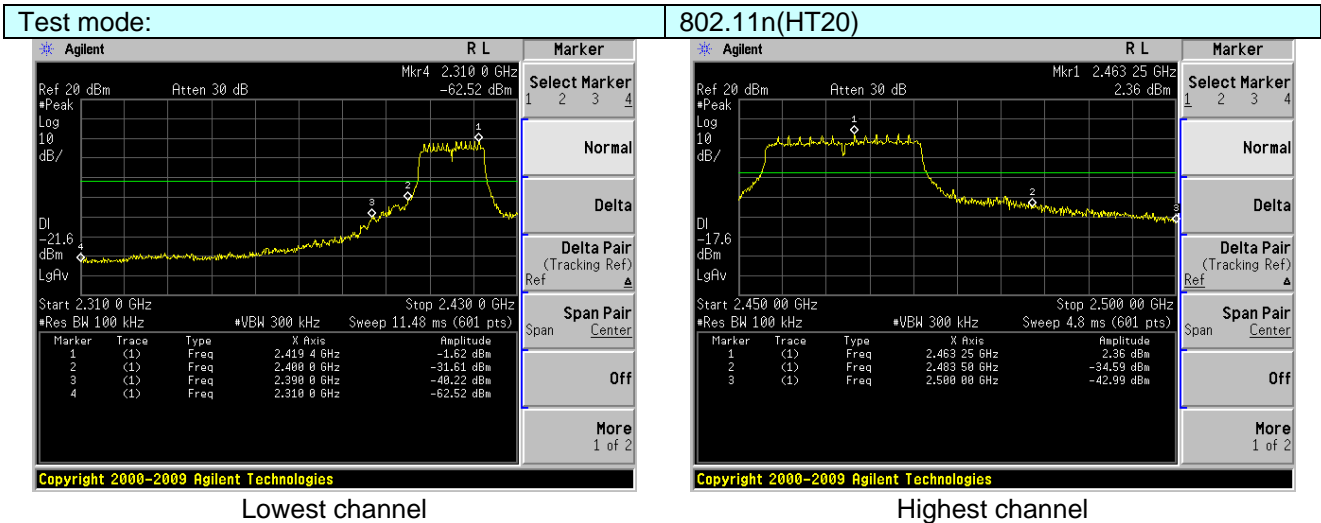 Test mode: 802.11n(HT20)
Agilent R L Marker
Mkr4 2.310 0 GHz
Ref 20 dBm Atten 30 dB -62.52 dBm
#Peak
Log
10
dB/
1
2
3
4
DI
-21.6
dBm
LgAv
Start 2.310 0 GHz Stop 2.430 0 GHz
#Res BW 100 kHz #VBW 300 kHz Sweep 11.48 ms (601 pts)
Marker Trace Type X Axis Amplitude
1 (1) Freq 2.419 4 GHz -1.62 dBm
2 (1) Freq 2.400 0 GHz -31.61 dBm
3 (1) Freq 2.390 0 GHz -40.22 dBm
4 (1) Freq 2.310 0 GHz -62.52 dBm
Select Marker
1 2 3 4
Normal
Delta
Delta Pair
(Tracking Ref)
Ref Δ
Span Pair
Span Center
Off
More
1 of 2
Copyright 2000-2009 Agilent Technologies
Lowest channel
Agilent R L Marker
Mkr1 2.463 25 GHz
Ref 20 dBm Atten 30 dB 2.36 dBm
#Peak
Log
10
dB/
1
2
3
DI
-17.6
dBm
LgAv
Start 2.450 00 GHz Stop 2.500 00 GHz
#Res BW 100 kHz #VBW 300 kHz Sweep 4.8 ms (601 pts)
Marker Trace Type X Axis Amplitude
1 (1) Freq 2.463 25 GHz 2.36 dBm
2 (1) Freq 2.483 50 GHz -34.59 dBm
3 (1) Freq 2.500 00 GHz -42.99 dBm
Select Marker
1 2 3 4
Normal
Delta
Delta Pair
(Tracking Ref)
Ref Δ
Span Pair
Span Center
Off
More
1 of 2
Copyright 2000-2009 Agilent Technologies
Highest channel